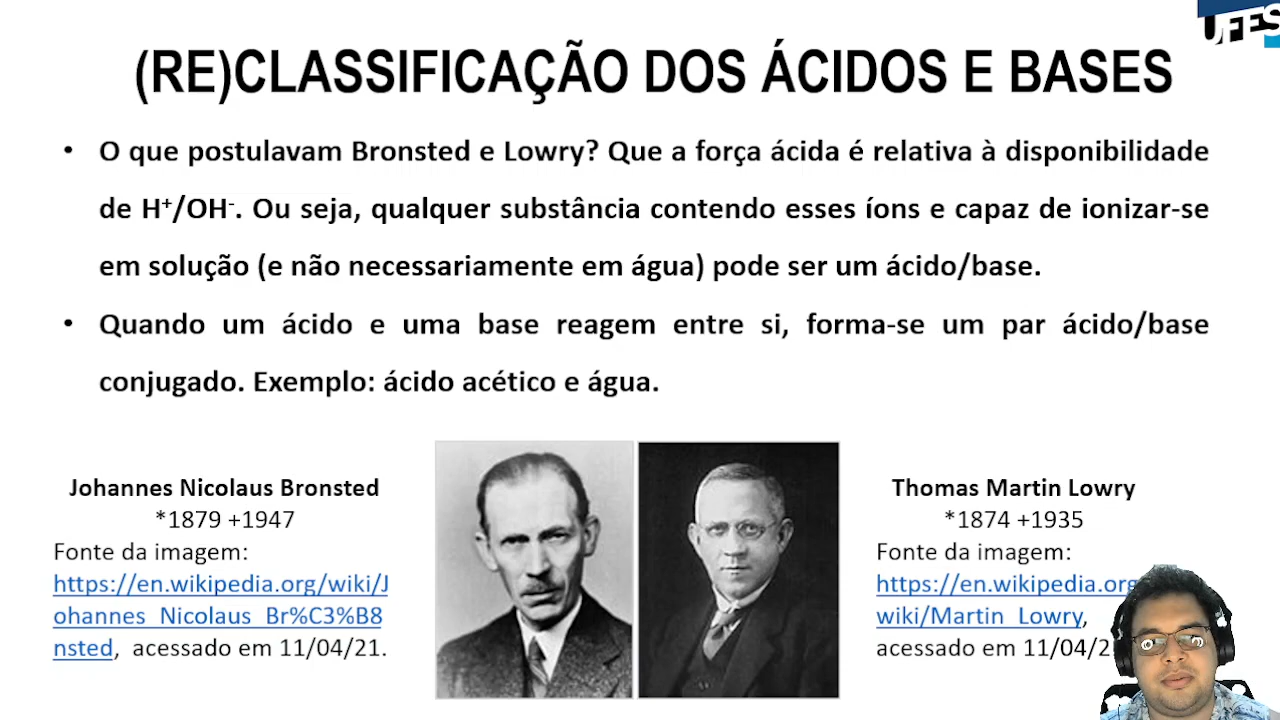 UFES
(RE)CLASSIFICAÇÃO DOS ÁCIDOS E BASES
• O que postulavam Bronsted e Lowry? Que a força ácida é relativa à disponibilidade
de H⁺/OH⁻. Ou seja, qualquer substância contendo esses íons e capaz de ionizar-se
em solução (e não necessariamente em água) pode ser um ácido/base.
• Quando um ácido e uma base reagem entre si, forma-se um par ácido/base
conjugado. Exemplo: ácido acético e água.
Johannes Nicolaus Bronsted
*1879 +1947
Fonte da imagem:
https://en.wikipedia.org/wiki/J
ohannes_Nicolaus_Br%C3%B8
nsted, acessado em 11/04/21.
Thomas Martin Lowry
*1874 +1935
Fonte da imagem:
https://en.wikipedia.org
wiki/Martin_Lowry,
acessado em 11/04/2